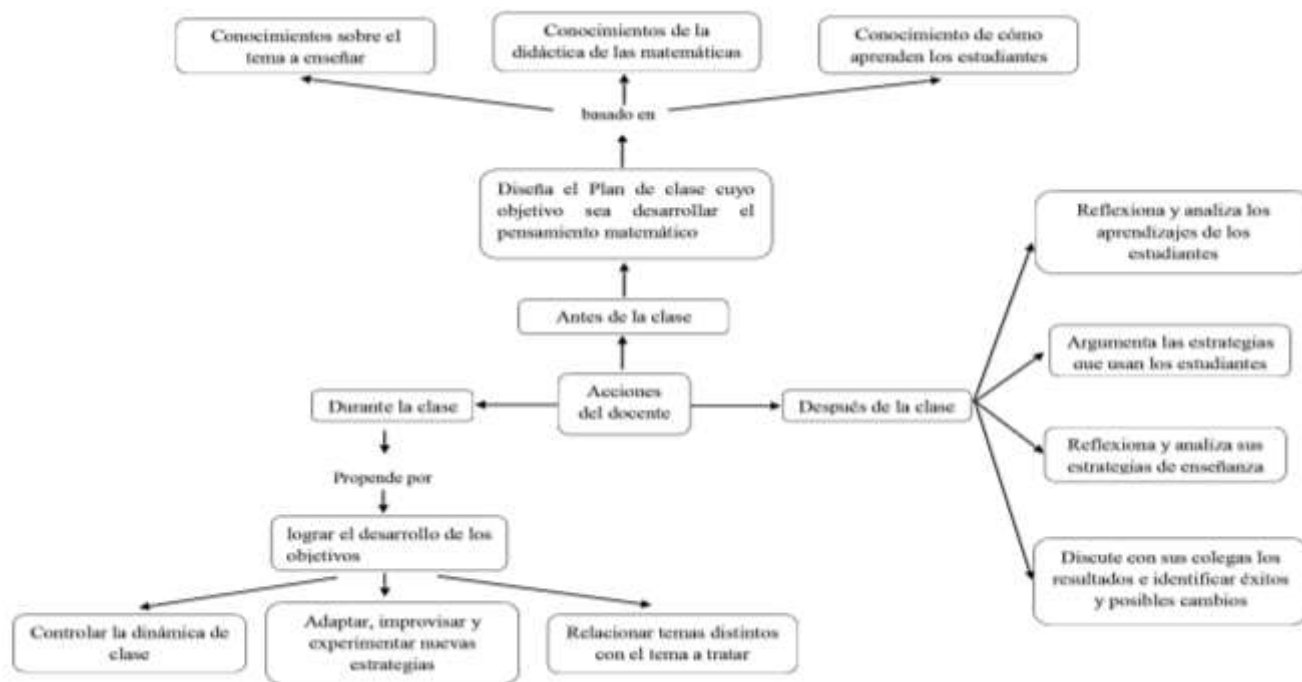 Conocimientos sobre el
tema a enseñar
Conocimientos de la
didáctica de las matemáticas
Conocimiento de cómo
aprenden los estudiantes
basado en
Diseña el Plan de clase cuyo
objetivo sea desarrollar el
pensamiento matemático
Antes de la clase
Acciones
del docente
Durante la clase
Propende por
lograr el desarrollo de los
objetivos
Controlar la dinámica de
clase
Adaptar, improvisar y
experimentar nuevas
estrategias
Relacionar temas distintos
con el tema a tratar
Después de la clase
Reflexiona y analiza los
aprendizajes de los
estudiantes
Argumenta las estrategias
que usan los estudiantes
Reflexiona y analiza sus
estrategias de enseñanza
Discute con sus colegas los
resultados e identificar éxitos
y posibles cambios